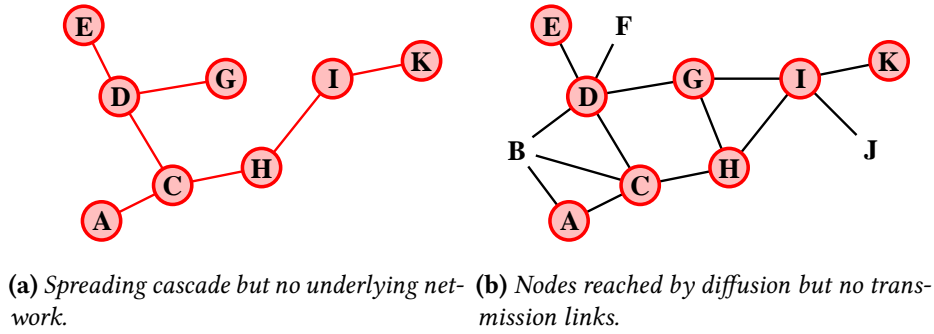 E
D
G
I
K
H
C
A
E
F
D
G
I
K
B
J
H
C
A
(a) Spreading cascade but no underlying net-
work.
(b) Nodes reached by diffusion but no trans-
mission links.